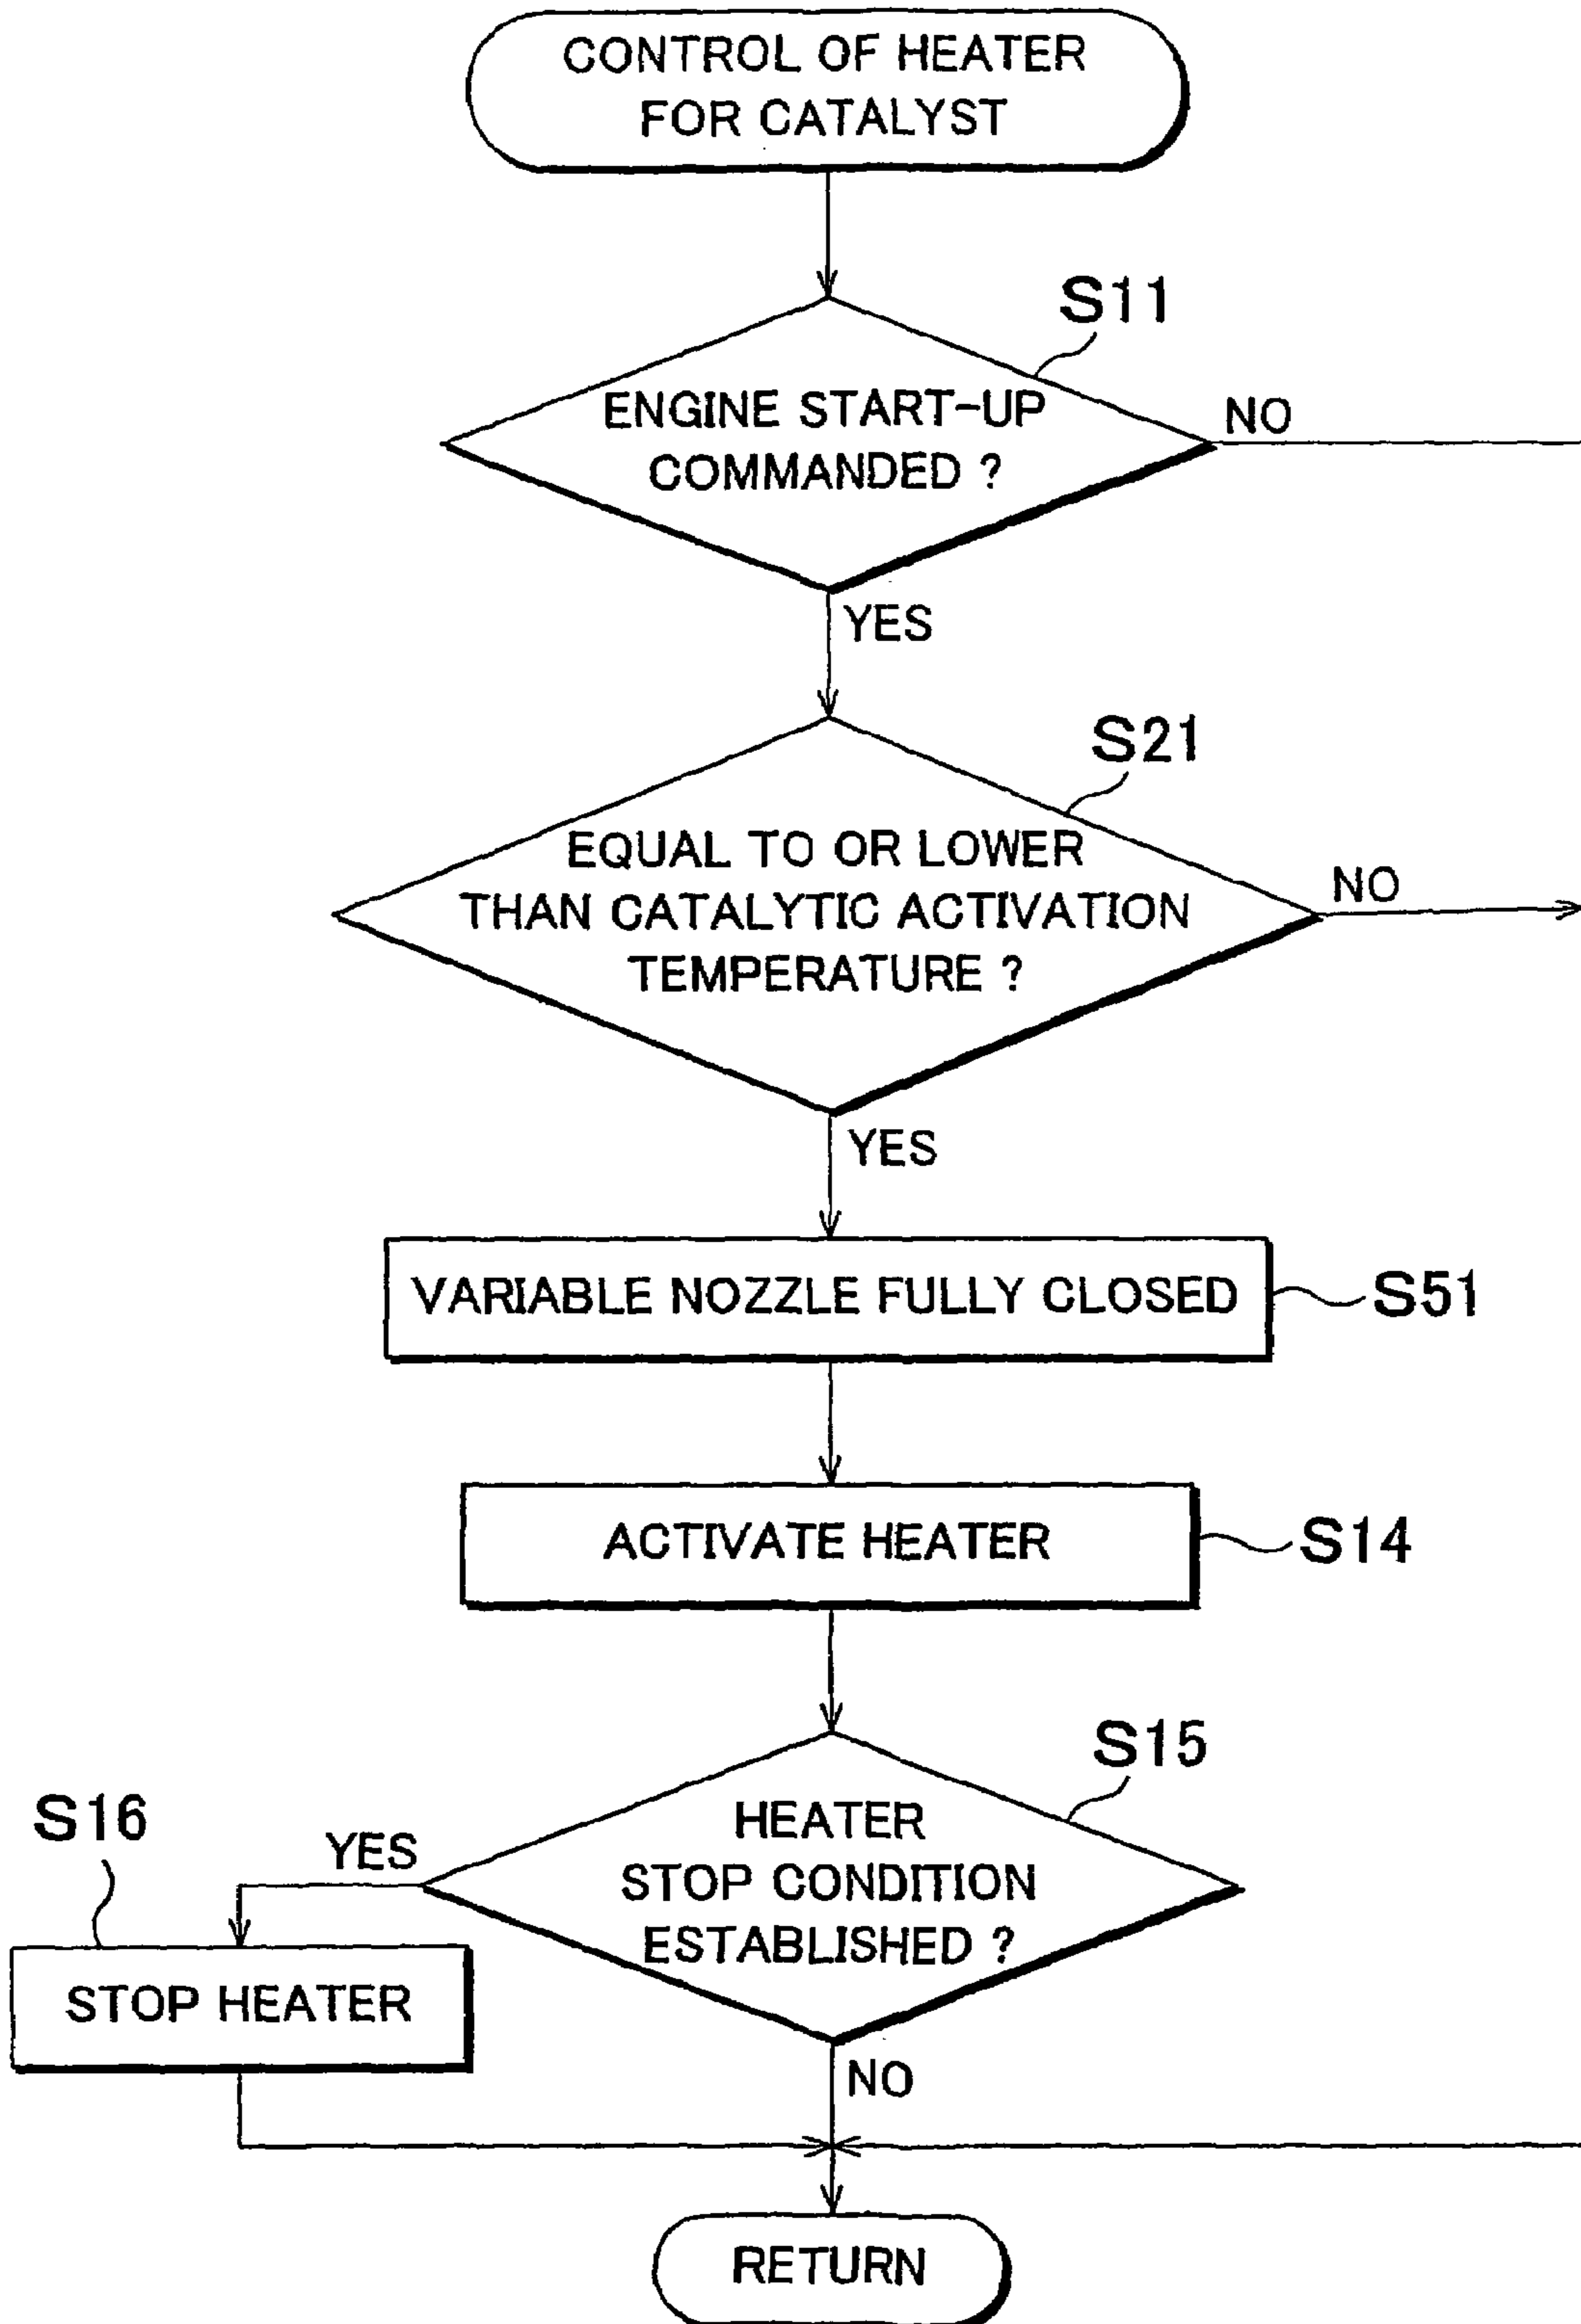 CONTROL OF HEATER
FOR CATALYST
S11
ENGINE START-UP
COMMANDED ?
NO
YES
S21
EQUAL TO OR LOWER
THAN CATALYTIC ACTIVATION
TEMPERATURE ?
NO
YES
VARIABLE NOZZLE FULLY CLOSED
S51
ACTIVATE HEATER
S14
S15
HEATER
STOP CONDITION
ESTABLISHED ?
S16
YES
STOP HEATER
NO
RETURN